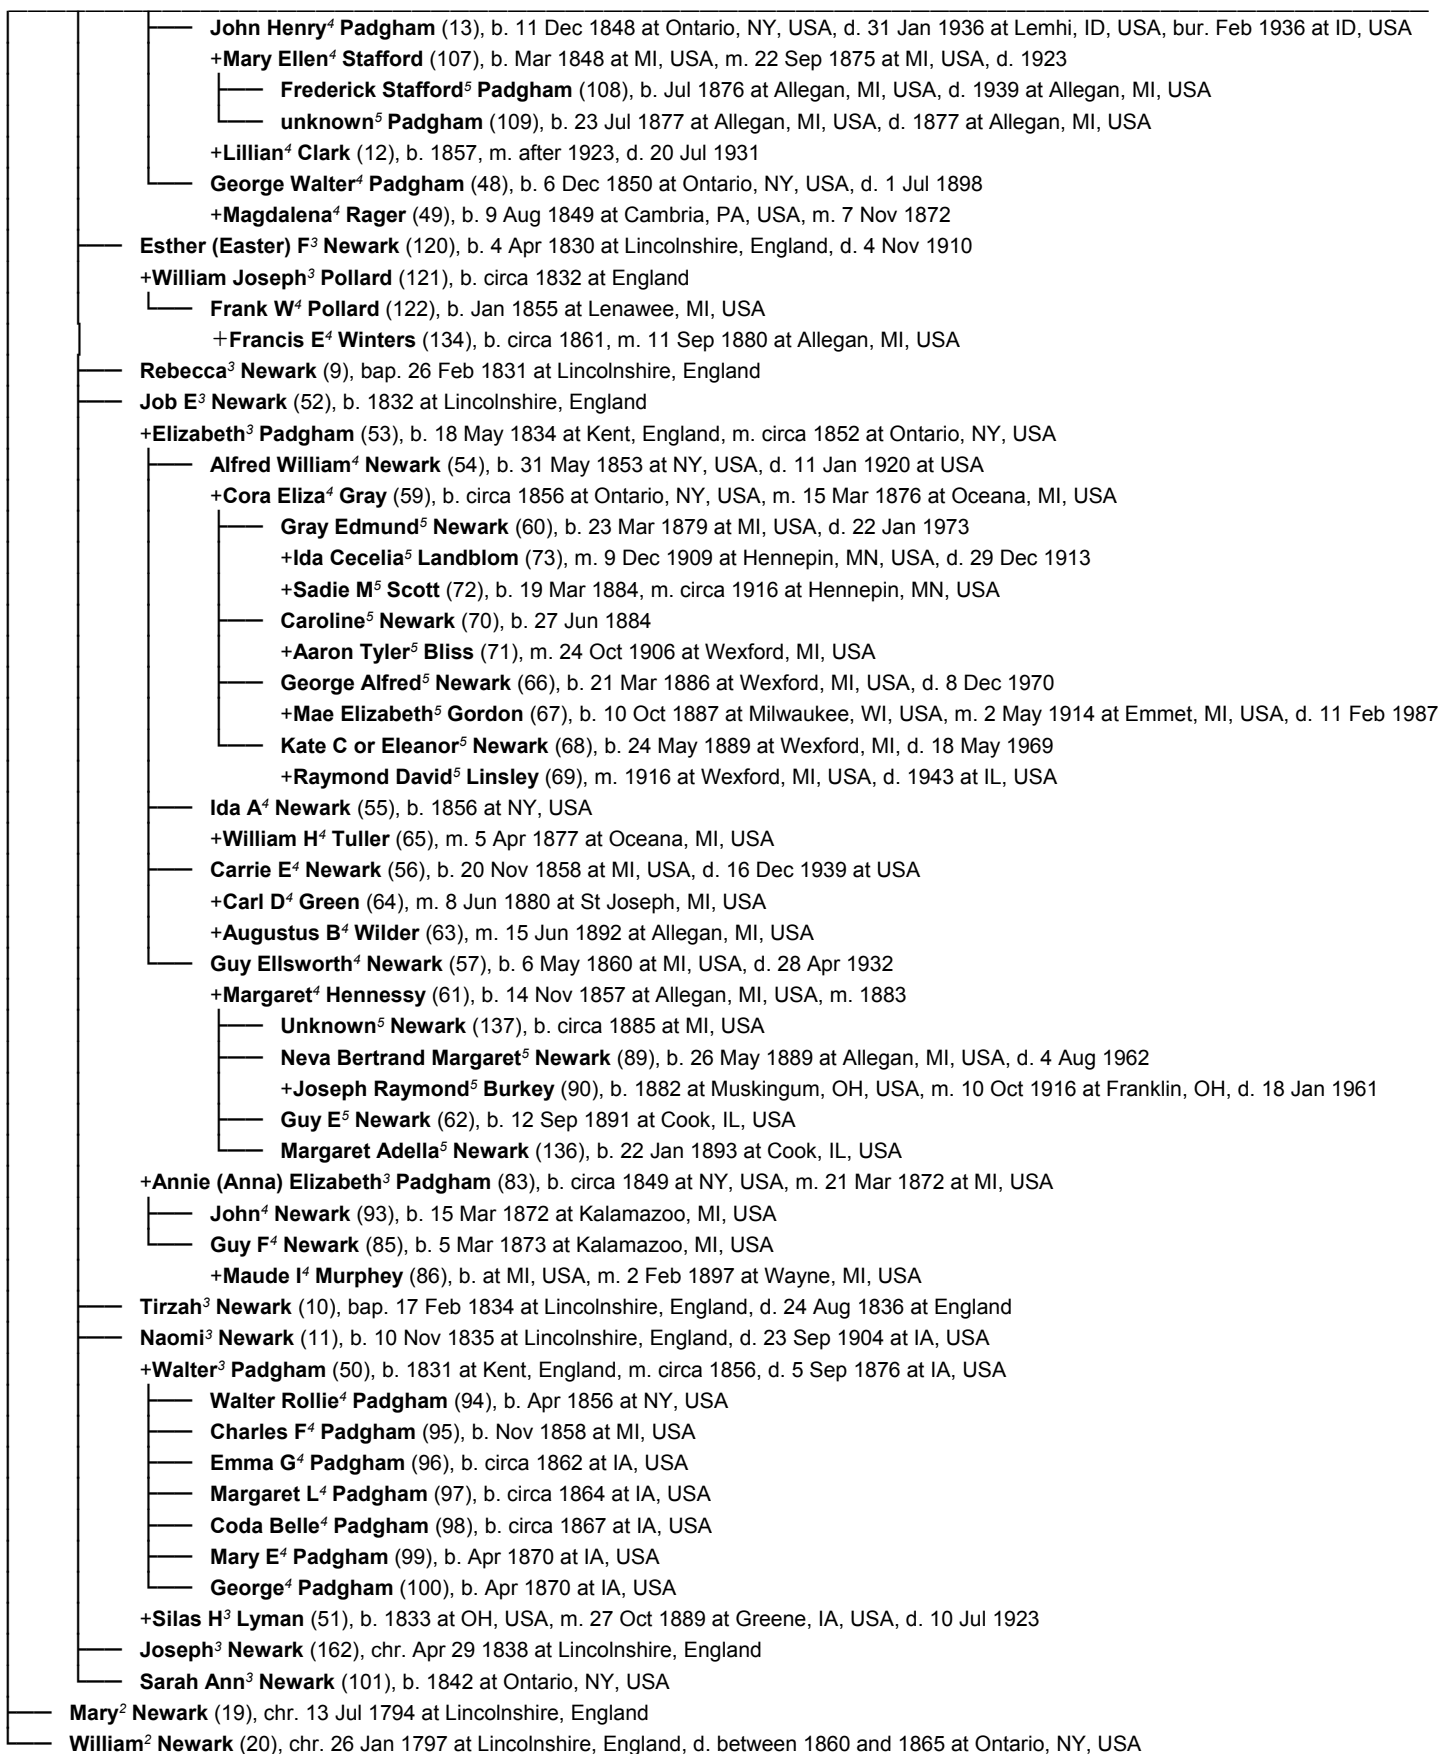 John Henry⁴ Padgham (13), b. 11 Dec 1848 at Ontario, NY, USA, d. 31 Jan 1936 at Lemhi, ID, USA, bur. Feb 1936 at ID, USA
+Mary Ellen⁴ Stafford (107), b. Mar 1848 at MI, USA, m. 22 Sep 1875 at MI, USA, d. 1923
Frederick Stafford⁵ Padgham (108), b. Jul 1876 at Allegan, MI, USA, d. 1939 at Allegan, MI, USA
unknown⁵ Padgham (109), b. 23 Jul 1877 at Allegan, MI, USA, d. 1877 at Allegan, MI, USA
+Lillian⁴ Clark (12), b. 1857, m. after 1923, d. 20 Jul 1931
George Walter⁴ Padgham (48), b. 6 Dec 1850 at Ontario, NY, USA, d. 1 Jul 1898
+Magdalena⁴ Rager (49), b. 9 Aug 1849 at Cambria, PA, USA, m. 7 Nov 1872
Esther (Easter) F³ Newark (120), b. 4 Apr 1830 at Lincolnshire, England, d. 4 Nov 1910
+William Joseph³ Pollard (121), b. circa 1832 at England
Frank W⁴ Pollard (122), b. Jan 1855 at Lenawee, MI, USA
+Francis E⁴ Winters (134), b. circa 1861, m. 11 Sep 1880 at Allegan, MI, USA
Rebecca³ Newark (9), bap. 26 Feb 1831 at Lincolnshire, England
Job E³ Newark (52), b. 1832 at Lincolnshire, England
+Elizabeth³ Padgham (53), b. 18 May 1834 at Kent, England, m. circa 1852 at Ontario, NY, USA
Alfred William⁴ Newark (54), b. 31 May 1853 at NY, USA, d. 11 Jan 1920 at USA
+Cora Eliza⁴ Gray (59), b. circa 1856 at Ontario, NY, USA, m. 15 Mar 1876 at Oceana, MI, USA
Gray Edmund⁵ Newark (60), b. 23 Mar 1879 at MI, USA, d. 22 Jan 1973
+Ida Cecelia⁵ Landblom (73), m. 9 Dec 1909 at Hennepin, MN, USA, d. 29 Dec 1913
+Sadie M⁵ Scott (72), b. 19 Mar 1884, m. circa 1916 at Hennepin, MN, USA
Caroline⁵ Newark (70), b. 27 Jun 1884
+Aaron Tyler⁵ Bliss (71), m. 24 Oct 1906 at Wexford, MI, USA
George Alfred⁵ Newark (66), b. 21 Mar 1886 at Wexford, MI, USA, d. 8 Dec 1970
+Mae Elizabeth⁵ Gordon (67), b. 10 Oct 1887 at Milwaukee, WI, USA, m. 2 May 1914 at Emmet, MI, USA, d. 11 Feb 1987
Kate C or Eleanor⁵ Newark (68), b. 24 May 1889 at Wexford, MI, d. 18 May 1969
+Raymond David⁵ Linsley (69), m. 1916 at Wexford, MI, USA, d. 1943 at IL, USA
Ida A⁴ Newark (55), b. 1856 at NY, USA
+William H⁴ Tuller (65), m. 5 Apr 1877 at Oceana, MI, USA
Carrie E⁴ Newark (56), b. 20 Nov 1858 at MI, USA, d. 16 Dec 1939 at USA
+Carl D⁴ Green (64), m. 8 Jun 1880 at St Joseph, MI, USA
+Augustus B⁴ Wilder (63), m. 15 Jun 1892 at Allegan, MI, USA
Guy Ellsworth⁴ Newark (57), b. 6 May 1860 at MI, USA, d. 28 Apr 1932
+Margaret⁴ Hennessy (61), b. 14 Nov 1857 at Allegan, MI, USA, m. 1883
Unknown⁵ Newark (137), b. circa 1885 at MI, USA
Neva Bertrand Margaret⁵ Newark (89), b. 26 May 1889 at Allegan, MI, USA, d. 4 Aug 1962
+Joseph Raymond⁵ Burkey (90), b. 1882 at Muskingum, OH, USA, m. 10 Oct 1916 at Franklin, OH, d. 18 Jan 1961
Guy E⁵ Newark (62), b. 12 Sep 1891 at Cook, IL, USA
Margaret Adella⁵ Newark (136), b. 22 Jan 1893 at Cook, IL, USA
+Annie (Anna) Elizabeth³ Padgham (83), b. circa 1849 at NY, USA, m. 21 Mar 1872 at MI, USA
John⁴ Newark (93), b. 15 Mar 1872 at Kalamazoo, MI, USA
Guy F⁴ Newark (85), b. 5 Mar 1873 at Kalamazoo, MI, USA
+Maude I⁴ Murphey (86), b. at MI, USA, m. 2 Feb 1897 at Wayne, MI, USA
Tirzah³ Newark (10), bap. 17 Feb 1834 at Lincolnshire, England, d. 24 Aug 1836 at England
Naomi³ Newark (11), b. 10 Nov 1835 at Lincolnshire, England, d. 23 Sep 1904 at IA, USA
+Walter³ Padgham (50), b. 1831 at Kent, England, m. circa 1856, d. 5 Sep 1876 at IA, USA
Walter Rollie⁴ Padgham (94), b. Apr 1856 at NY, USA
Charles F⁴ Padgham (95), b. Nov 1858 at MI, USA
Emma G⁴ Padgham (96), b. circa 1862 at IA, USA
Margaret L⁴ Padgham (97), b. circa 1864 at IA, USA
Coda Belle⁴ Padgham (98), b. circa 1867 at IA, USA
Mary E⁴ Padgham (99), b. Apr 1870 at IA, USA
George⁴ Padgham (100), b. Apr 1870 at IA, USA
+Silas H³ Lyman (51), b. 1833 at OH, USA, m. 27 Oct 1889 at Greene, IA, USA, d. 10 Jul 1923
Joseph³ Newark (162), chr. Apr 29 1838 at Lincolnshire, England
Sarah Ann³ Newark (101), b. 1842 at Ontario, NY, USA
Mary² Newark (19), chr. 13 Jul 1794 at Lincolnshire, England
William² Newark (20), chr. 26 Jan 1797 at Lincolnshire, England, d. between 1860 and 1865 at Ontario, NY, USA